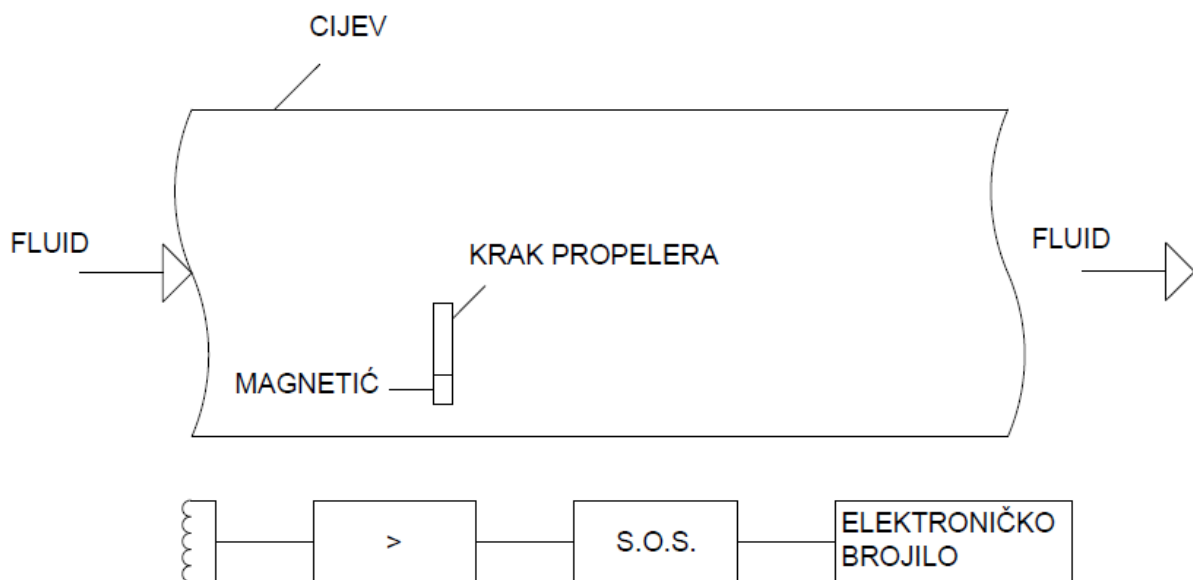 CIJEV
FLUID
FLUID
KRAK PROPELERA
MAGNETIĆ
>
S.O.S.
ELEKTRONIČKO
BROJILO